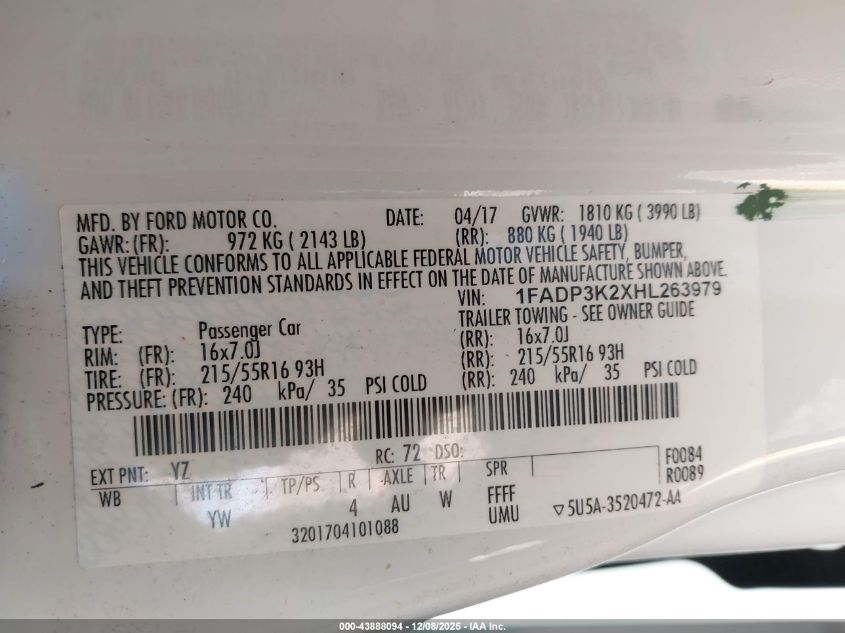 MFD. BY FORD MOTOR CO. DATE: 04/17 GVWR: 1810 KG ( 3990 LB)
GAWR: (FR): 972 KG ( 2143 LB) (RR): 880 KG ( 1940 LB)
THIS VEHICLE CONFORMS TO ALL APPLICABLE FEDERAL MOTOR VEHICLE SAFETY, BUMPER,
AND THEFT PREVENTION STANDARDS IN EFFECT ON THE DATE OF MANUFACTURE SHOWN ABOVE.
VIN: 1FADP3K2XHL263979
TRAILER TOWING - SEE OWNER GUIDE
TYPE: Passenger Car
RIM: (FR): 16x7.0J (RR): 16x7.0J
TIRE: (FR): 215/55R16 93H (RR): 215/55R16 93H
PRESSURE: (FR): 240 kPa/ 35 PSI COLD (RR): 240 kPa/ 35 PSI COLD
RC: 72 DSO:
EXT PNT: YZ F0084
R0089
WB INT TR TP/PS R AXLE TR SPR
YW 4 AU W FFFF
UMU
3201704101088 ▽5U5A-3520472-AA
000-43888094 - 12/08/2025 - IAA Inc.